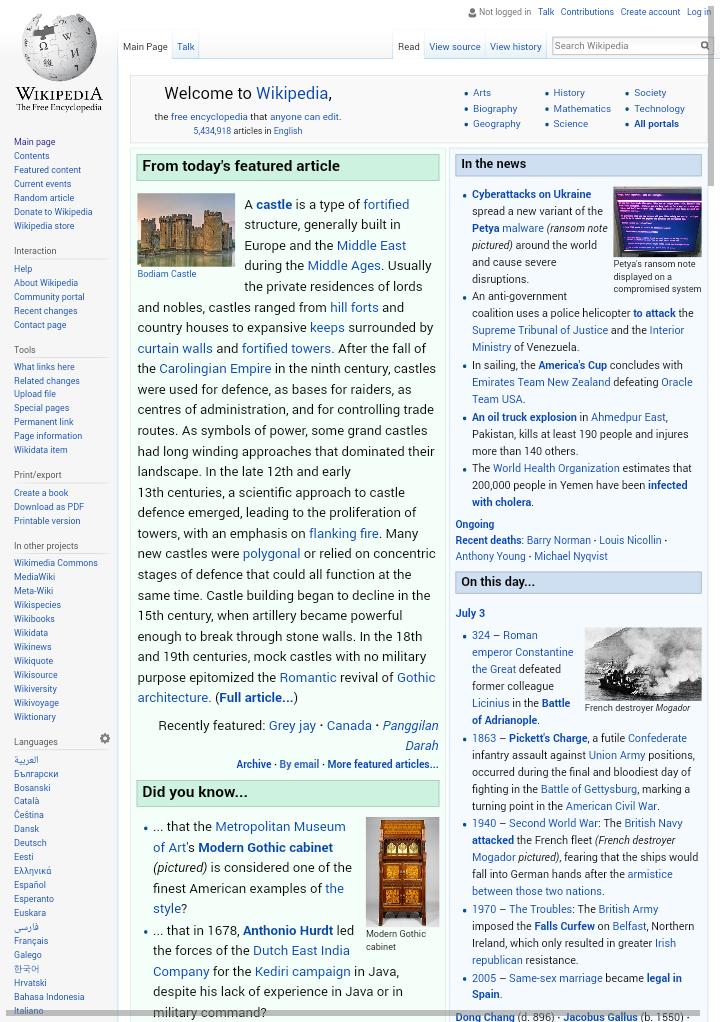 Not logged in Talk Contributions Create account Log in
Main Page Talk Read View source View history Search Wikipedia
WIKIPEDIA
The Free Encyclopedia
Main page
Contents
Featured content
Current events
Random article
Donate to Wikipedia
Wikipedia store
Interaction
Help
About Wikipedia
Community portal
Recent changes
Contact page
Tools
What links here
Related changes
Upload file
Special pages
Permanent link
Page information
Wikidata item
Print/export
Create a book
Download as PDF
Printable version
In other projects
Wikimedia Commons
MediaWiki
Meta-Wiki
Wikispecies
Wikibooks
Wikidata
Wikinews
Wikiquote
Wikisource
Wikiversity
Wikivoyage
Wiktionary
Languages
العربية
Български
Bosanski
Català
Čeština
Dansk
Deutsch
Eesti
Ελληνικά
Español
Esperanto
Euskara
فارسی
Français
Galego
한국어
Hrvatski
Bahasa Indonesia
Italiano
Welcome to Wikipedia,
the free encyclopedia that anyone can edit.
5,434,918 articles in English
• Arts
• Biography
• Geography
• History
• Mathematics
• Science
• Society
• Technology
• All portals
From today's featured article
Bodiam Castle
A castle is a type of fortified
structure, generally built in
Europe and the Middle East
during the Middle Ages. Usually
the private residences of lords
and nobles, castles ranged from hill forts and
country houses to expansive keeps surrounded by
curtain walls and fortified towers. After the fall of
the Carolingian Empire in the ninth century, castles
were used for defence, as bases for raiders, as
centres of administration, and for controlling trade
routes. As symbols of power, some grand castles
had long winding approaches that dominated their
landscape. In the late 12th and early
13th centuries, a scientific approach to castle
defence emerged, leading to the proliferation of
towers, with an emphasis on flanking fire. Many
new castles were polygonal or relied on concentric
stages of defence that could all function at the
same time. Castle building began to decline in the
15th century, when artillery became powerful
enough to break through stone walls. In the 18th
and 19th centuries, mock castles with no military
purpose epitomized the Romantic revival of Gothic
architecture. (Full article...)
Recently featured: Grey jay · Canada · Panggilan
Darah
Archive · By email · More featured articles...
Did you know...
• ... that the Metropolitan Museum
of Art's Modern Gothic cabinet
(pictured) is considered one of the
finest American examples of the
style?
Modern Gothic
cabinet
• ... that in 1678, Anthonio Hurdt led
the forces of the Dutch East India
Company for the Kediri campaign in Java,
despite his lack of experience in Java or in
military command?
In the news
• Cyberattacks on Ukraine
spread a new variant of the
Petya malware (ransom note
pictured) around the world
and cause severe
disruptions.
Petya's ransom note
displayed on a
compromised system
• An anti-government
coalition uses a police helicopter to attack the
Supreme Tribunal of Justice and the Interior
Ministry of Venezuela.
• In sailing, the America's Cup concludes with
Emirates Team New Zealand defeating Oracle
Team USA.
• An oil truck explosion in Ahmedpur East,
Pakistan, kills at least 190 people and injures
more than 140 others.
• The World Health Organization estimates that
200,000 people in Yemen have been infected
with cholera.
Ongoing
Recent deaths: Barry Norman · Louis Nicollin ·
Anthony Young · Michael Nyqvist
On this day...
July 3
• 324 – Roman
emperor Constantine
the Great defeated
former colleague
Licinius in the Battle
of Adrianople.
French destroyer Mogador
• 1863 – Pickett's Charge, a futile Confederate
infantry assault against Union Army positions,
occurred during the final and bloodiest day of
fighting in the Battle of Gettysburg, marking a
turning point in the American Civil War.
• 1940 – Second World War: The British Navy
attacked the French fleet (French destroyer
Mogador pictured), fearing that the ships would
fall into German hands after the armistice
between those two nations.
• 1970 – The Troubles: The British Army
imposed the Falls Curfew on Belfast, Northern
Ireland, which only resulted in greater Irish
republican resistance.
• 2005 – Same-sex marriage became legal in
Spain.
Dong Chang (d. 896) · Jacobus Gallus (b. 1550) ·